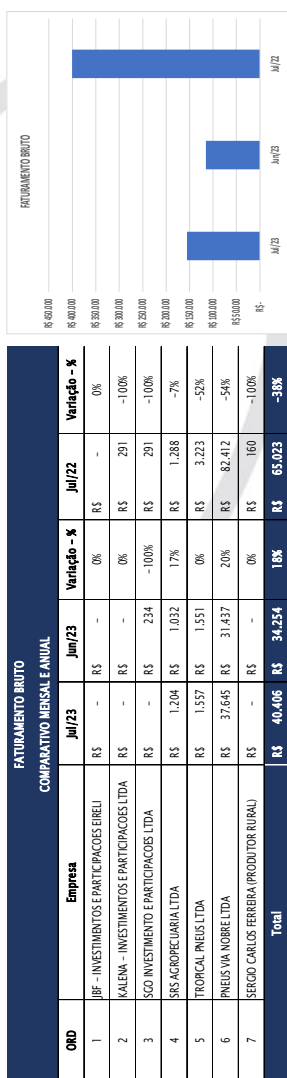 FATURAMENTO BRUTO
COMPARATIVO MENSAL E ANUAL
ORD Empresa Jul/23 Jun/23 Variação - % Jul/22 Variação - %
1 JBF - INVESTIMENTOS E PARTICIPACOES EIRELI R$ - R$ - 0% R$ - 0%
2 KALENA - INVESTIMENTOS E PARTICIPACOES LTDA R$ - R$ - 0% R$ 291 -100%
3 SGO INVESTIMENTO E PARTICIPACOES LTDA R$ - R$ 234 -100% R$ 291 -100%
4 SRS AGROPECUARIA LTDA R$ 1.204 R$ 1.032 17% R$ 1.288 -7%
5 TROPICAL PNEUS LTDA R$ 1.557 R$ 1.551 0% R$ 3.223 -52%
6 PNEUS VIA NOBRE LTDA R$ 37.645 R$ 31.437 20% R$ 82.412 -54%
7 SERGIO CARLOS FERREIRA (PRODUTOR RURAL) R$ - R$ - 0% R$ 160 -100%
Total R$ 40.406 R$ 34.254 18% R$ 65.023 -38%
FATURAMENTO BRUTO
R$ 450.000
R$ 400.000
R$ 350.000
R$ 300.000
R$ 250.000
R$ 200.000
R$ 150.000
R$ 100.000
R$ 50.000
R$ -
Jul/23 Jun/23 Jul/22